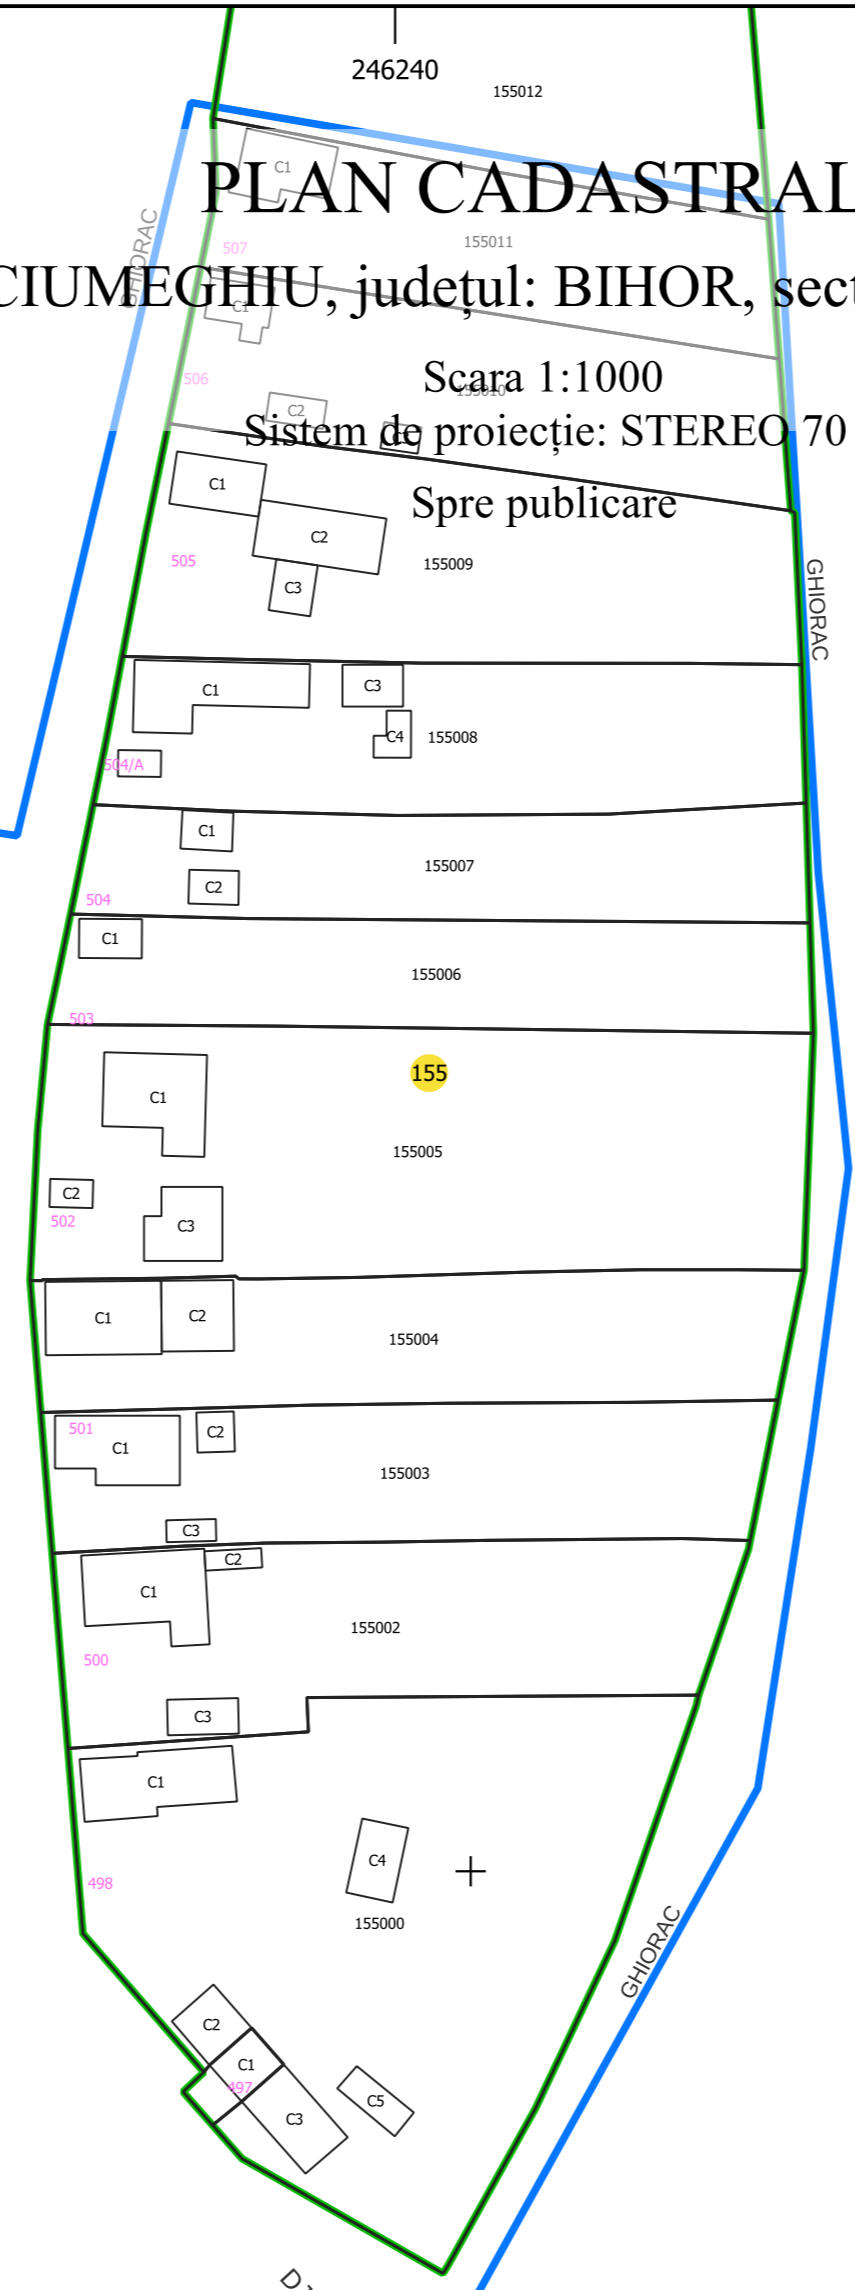 246240
155012
C1
PLAN CADASTRAL
GHIORAC
507
155011
CIUMEGHIU, județul: BIHOR, sect
C1
506
Scara 1:1000
155010
C2
Sistem de proiecție: STEREO 70
C1
Spre publicare
C2
505
155009
GHIORAC
C3
C1
C3
C4
155008
504/A
C1
155007
C2
504
C1
155006
503
155
C1
155005
C2
502
C3
C1
C2
155004
501
C2
C1
155003
C3
C2
C1
155002
500
C3
C1
C4
498
155000
GHIORAC
C2
C1
497
C5
C3